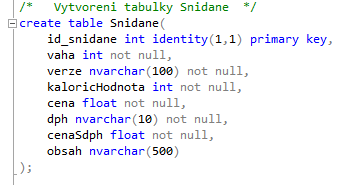 /*   Vytvoreni tabulky Snidane  */
create table Snidane(
id_snidane int identity(1,1) primary key,
vaha int not null,
verze nvarchar(100) not null,
kaloricHodnota int not null,
cena float not null,
dph nvarchar(10) not null,
cenaSdph float not null,
obsah nvarchar(500)
);